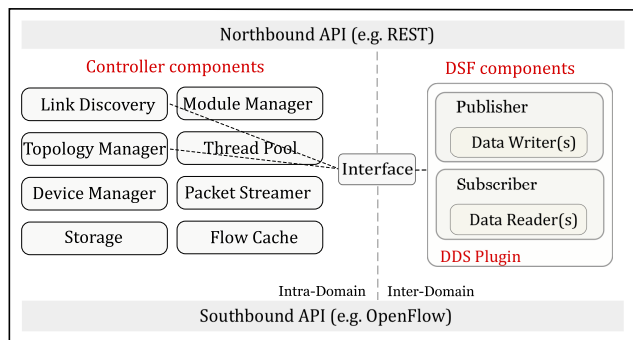 Northbound API (e.g. REST)
Controller components
DSF components
Link Discovery
Module Manager
Topology Manager
Thread Pool
Device Manager
Packet Streamer
Storage
Flow Cache
Interface
Publisher
Data Writer(s)
Subscriber
Data Reader(s)
DDS Plugin
Intra-Domain
Inter-Domain
Southbound API (e.g. OpenFlow)